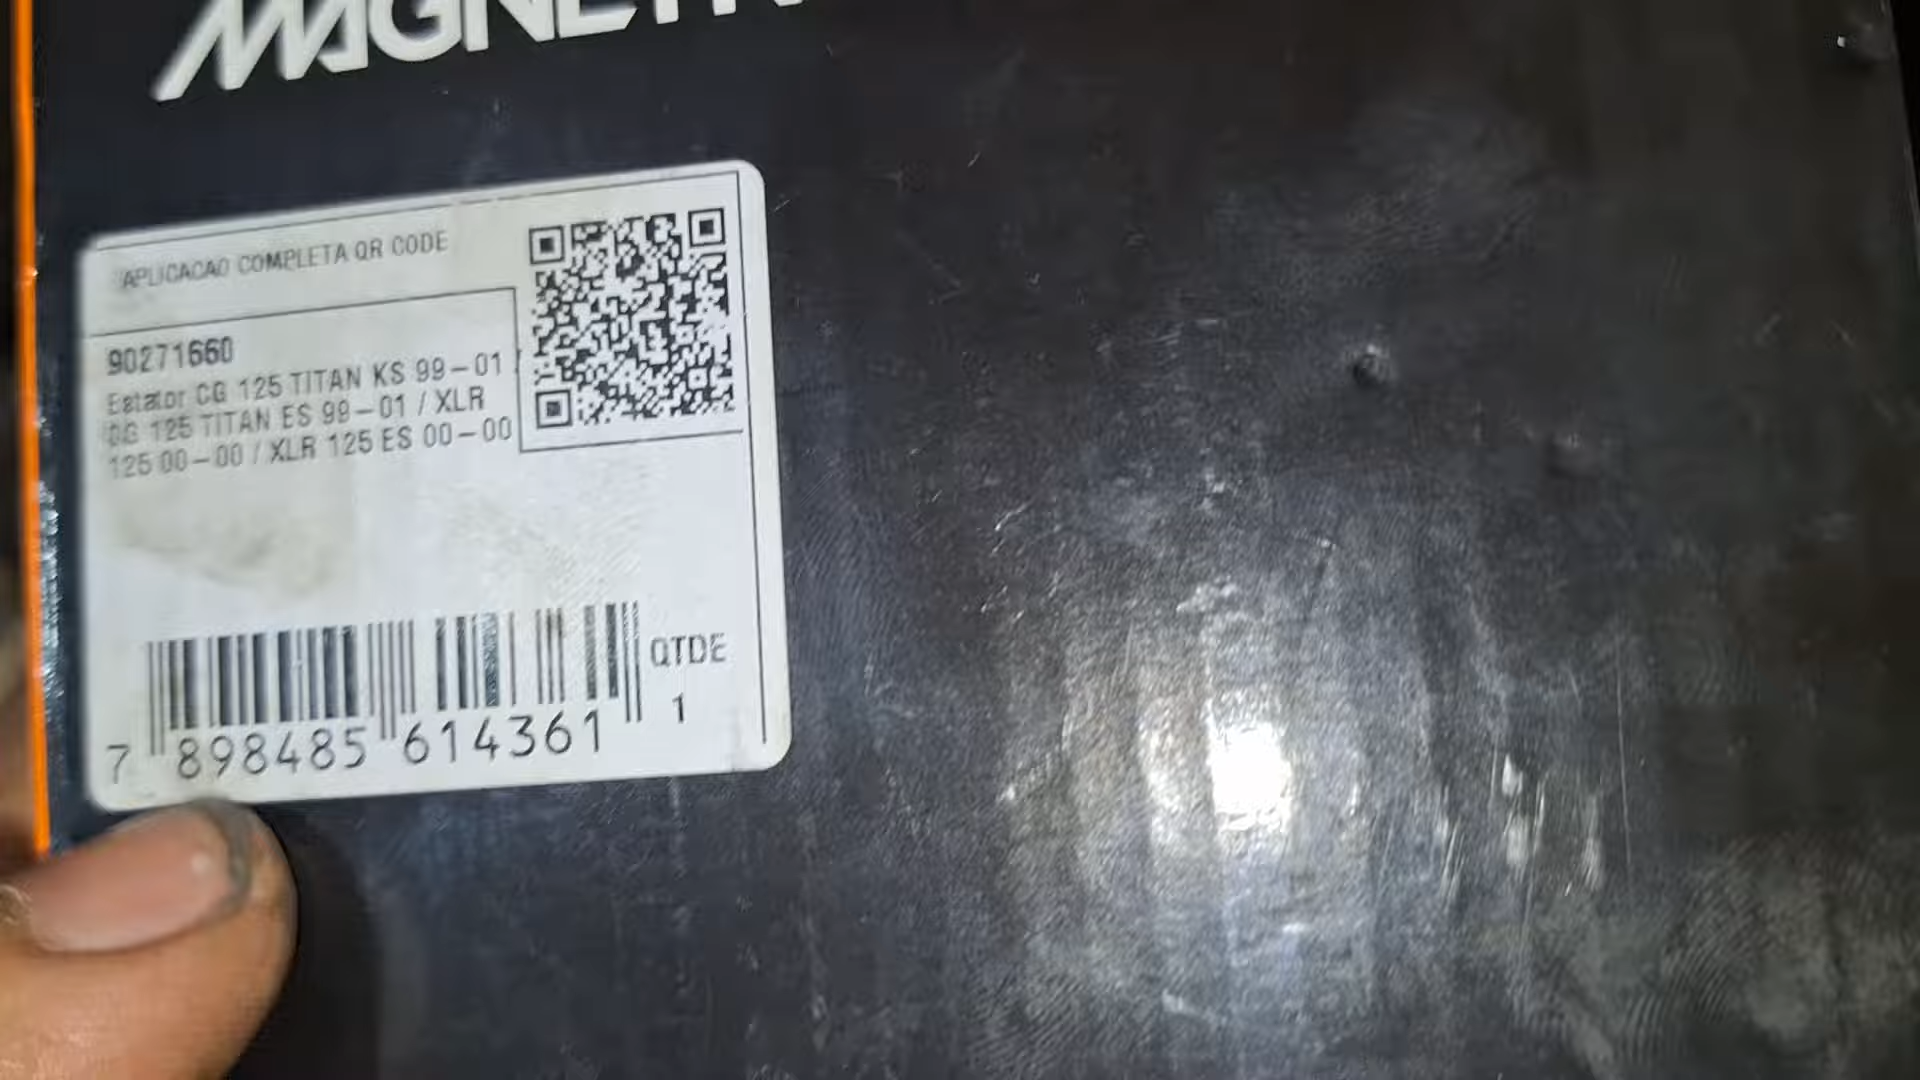 MAGNETR
APLICACAO COMPLETA QR CODE
90271660
Estator CG 125 TITAN KS 99-01 /
CG 125 TITAN ES 99-01 / XLR
125 00-00 / XLR 125 ES 00-00
QTDE
1
7 898485 614361